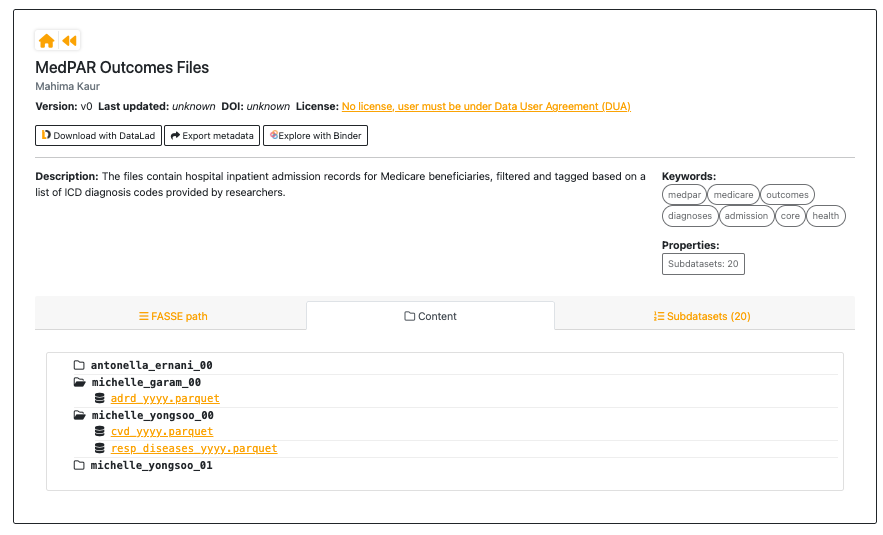 MedPAR Outcomes Files
Mahima Kaur
Version: v0 Last updated: unknown DOI: unknown License: No license, user must be under Data User Agreement (DUA)
Download with DataLad Export metadata Explore with Binder
Description: The files contain hospital inpatient admission records for Medicare beneficiaries, filtered and tagged based on a
list of ICD diagnosis codes provided by researchers.
Keywords:
medpar medicare outcomes
diagnoses admission core health
Properties:
Subdatasets: 20
FASSE path Content Subdatasets (20)
antonella_ernani_00
michelle_garam_00
adrd_yyyy.parquet
michelle_yongsoo_00
cvd_yyyy.parquet
resp_diseases_yyyy.parquet
michelle_yongsoo_01